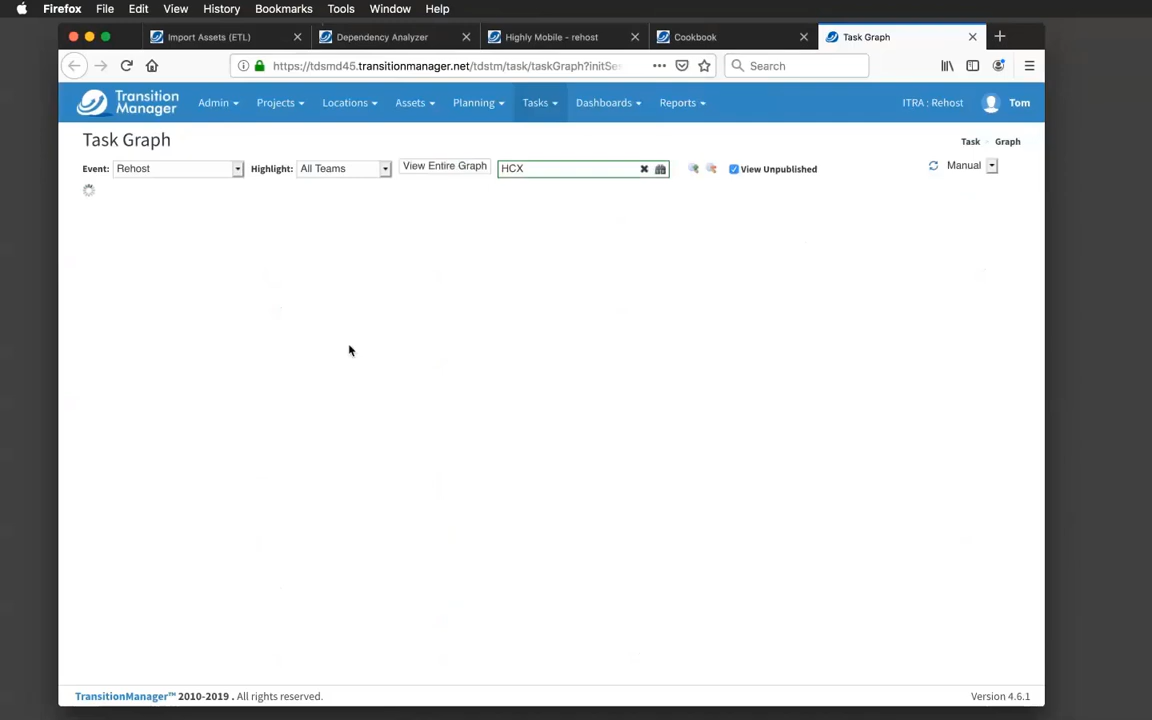 Firefox File Edit View History Bookmarks Tools Window Help
Import Assets (ETL) Dependency Analyzer Highly Mobile - rehost Cookbook Task Graph
https://tdsmd45.transitionmanager.net/tdstm/task/taskGraph?initSe Search
Transition Manager Admin Projects Locations Assets Planning Tasks Dashboards Reports ITRA : Rehost Tom
Task Graph
Task Graph
Event: Rehost Highlight: All Teams View Entire Graph HCX View Unpublished Manual
TransitionManager™ 2010-2019 . All rights reserved. Version 4.6.1